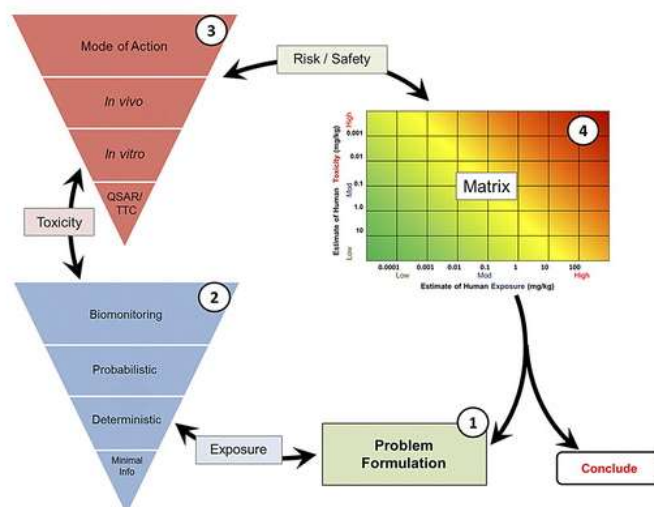 3
Mode of Action
In vivo
In vitro
QSAR/
TTC
Risk / Safety
Toxicity
4
Matrix
Estimate of Human Toxicity (mg/kg)
High
Mod
Low
0.001
0.01
0.1
1.0
10
0.0001 0.001 0.01 0.1 1 10 100
Low Mod High
Estimate of Human Exposure (mg/kg)
2
Biomonitoring
Probabilistic
Deterministic
Minimal
Info
Exposure
1
Problem
Formulation
Conclude